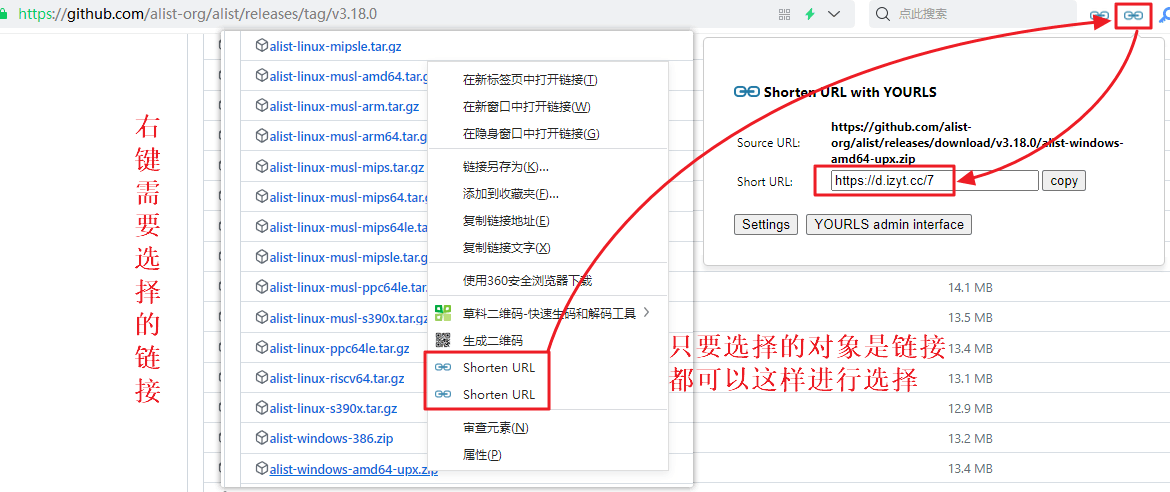 https://github.com/alist-org/alist/releases/tag/v3.18.0
点此搜索
alist-linux-mipsle.tar.gz
alist-linux-musl-amd64.tar.g
alist-linux-musl-arm.tar.gz
alist-linux-musl-arm64.tar.
alist-linux-musl-mips.tar.gz
alist-linux-musl-mips64.tar.
alist-linux-musl-mips64le.ta
alist-linux-musl-mipsle.tar.g
alist-linux-musl-ppc64le.tar.
alist-linux-musl-s390x.tar.gz
alist-linux-ppc64le.tar.gz
alist-linux-riscv64.tar.gz
alist-linux-s390x.tar.gz
alist-windows-386.zip
alist-windows-amd64-upx.zip
右键需要选择的链接
在新标签页中打开链接(T)
在新窗口中打开链接(W)
在隐身窗口中打开链接(G)
链接另存为(K)...
添加到收藏夹(F)...
复制链接地址(E)
复制链接文字(X)
使用360安全浏览器下载
草料二维码-快速生码和解码工具
生成二维码
Shorten URL
Shorten URL
审查元素(N)
属性(P)
Shorten URL with YOURLS
Source URL:
https://github.com/alist-
org/alist/releases/download/v3.18.0/alist-windows-
amd64-upx.zip
Short URL:
https://d.izyt.cc/7
copy
Settings
YOURLS admin interface
14.1 MB
13.5 MB
13.4 MB
13.1 MB
12.9 MB
13.2 MB
13.4 MB
只要选择的对象是链接
都可以这样进行选择